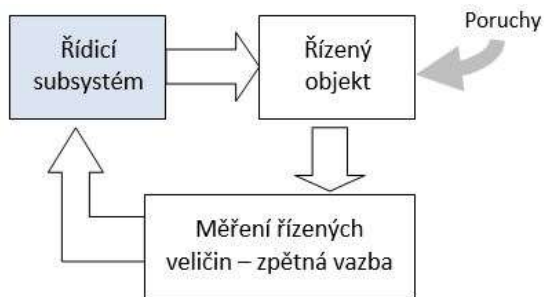 Poruchy
Řídicí
subsystém
Řízený
objekt
Měření řízených
veličin – zpětná vazba